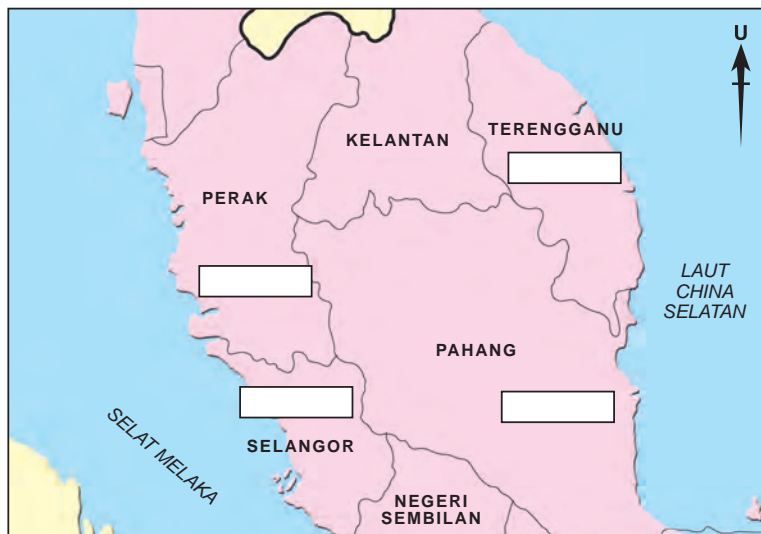 U
TERENGGANU
KELANTAN
PERAK
LAUT
CHINA
SELATAN
PAHANG
SELAT MELAKA
SELANGOR
NEGERI
SEMBILAN